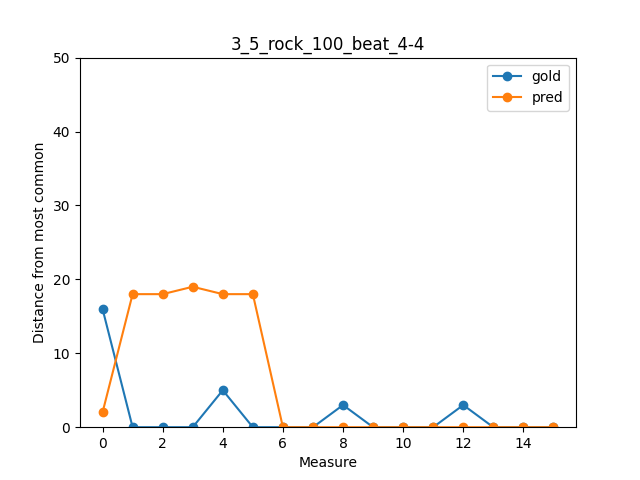 3_5_rock_100_beat_4-4
gold
pred
Distance from most common
50
40
30
20
10
0
0 2 4 6 8 10 12 14
Measure